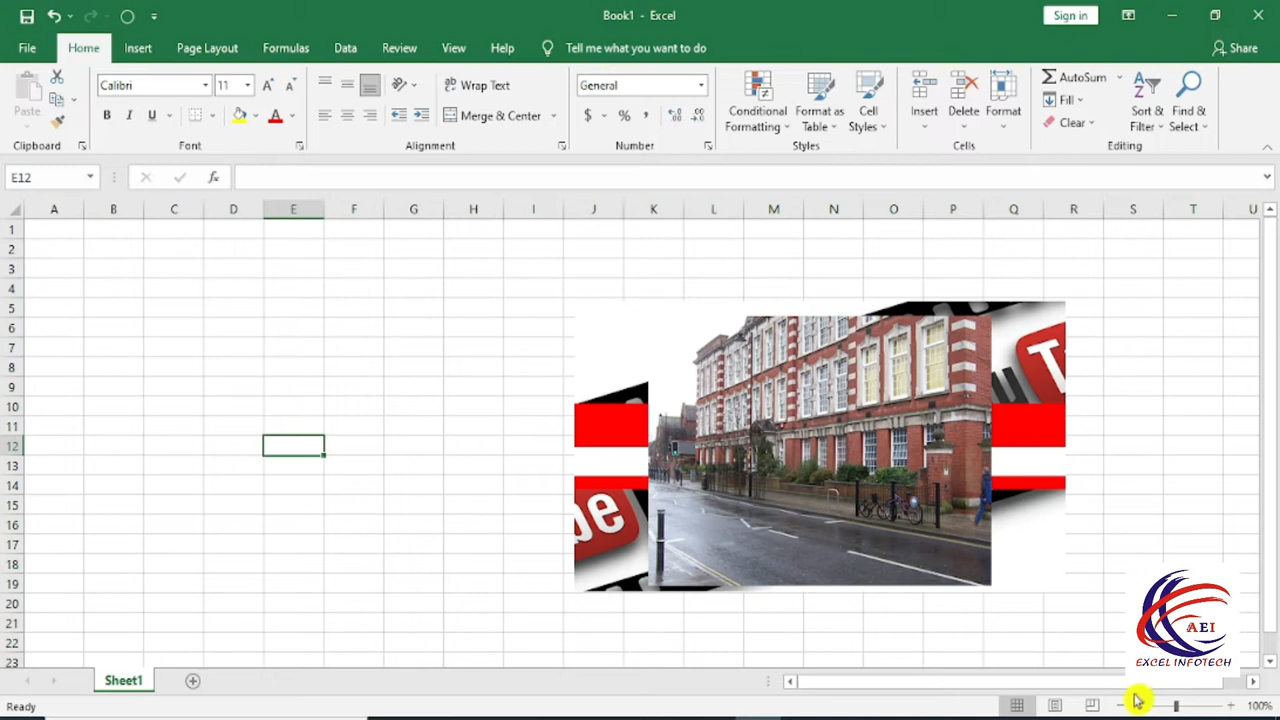 Book1 - Excel
Sign in
File Home Insert Page Layout Formulas Data Review View Help Tell me what you want to do Share
Paste
Clipboard
Calibri 11
B I U
Font
Wrap Text
Merge & Center
Alignment
General
$ % ,
Number
Conditional Formatting
Format as Table
Cell Styles
Styles
Insert Delete Format
Cells
AutoSum
Fill
Clear
Sort & Filter
Find & Select
Editing
E12
fx
A B C D E F G H I J K L M N O P Q R S T U
1
2
3
4
5
6
7
8
9
10
11
12
13
14
15
16
17
18
19
20
21
22
23
AEI
EXCEL INFOTECH
Sheet1
Ready
100%